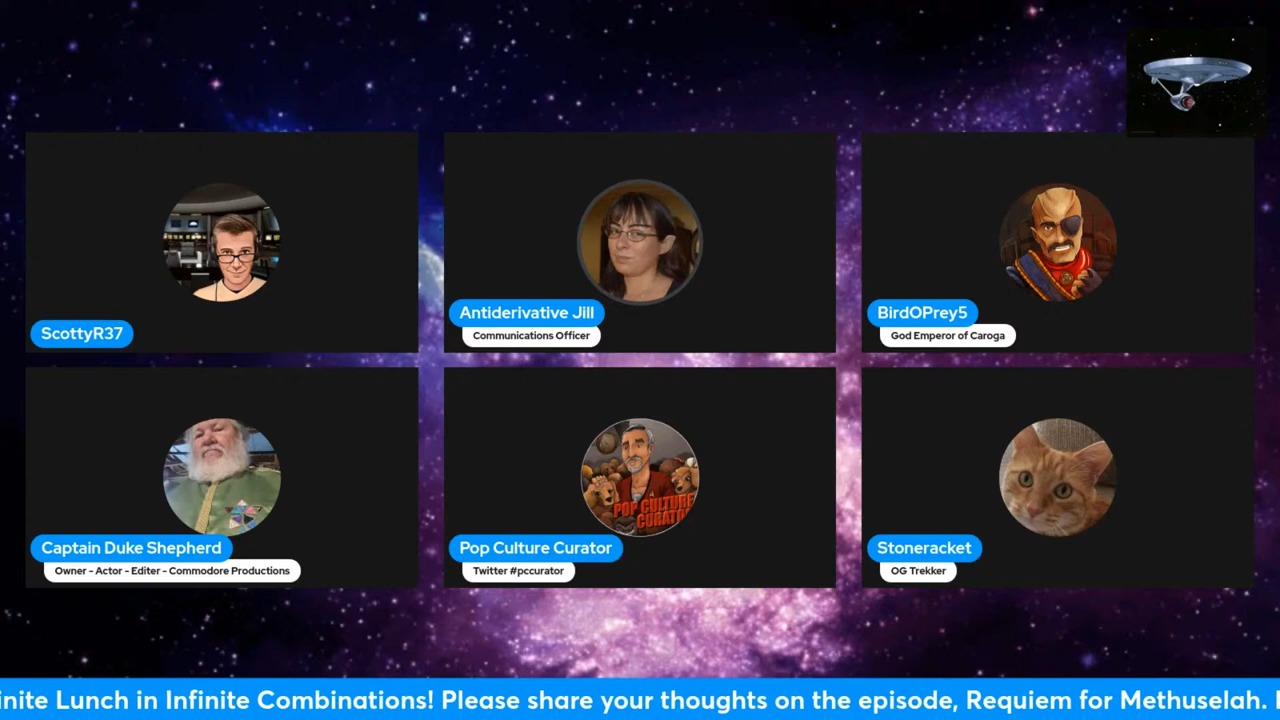 ScottyR37
Antiderivative Jill
Communications Officer
BirdOPrey5
God Emperor of Caroga
Captain Duke Shepherd
Owner - Actor - Editer - Commodore Productions
Pop Culture Curator
Twitter #pccurator
POP CULTURE
Stoneracket
OG Trekker
inite Lunch in Infinite Combinations! Please share your thoughts on the episode, Requiem for Methuselah.